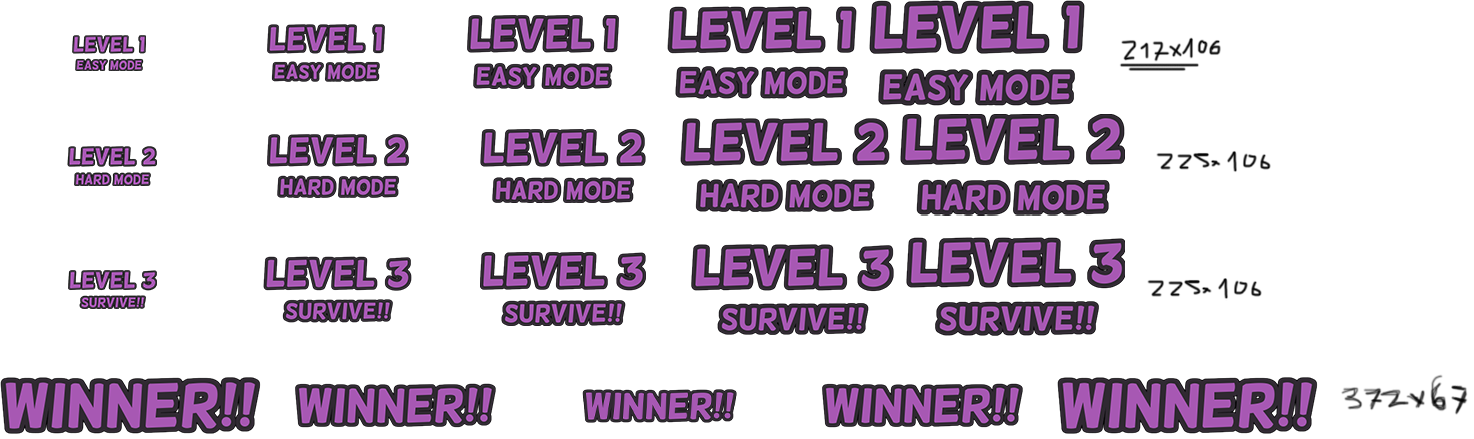 LEVEL 1 LEVEL 1 LEVEL 1 LEVEL 1 LEVEL 1 217x106
EASY MODE EASY MODE EASY MODE EASY MODE EASY MODE
LEVEL 2 LEVEL 2 LEVEL 2 LEVEL 2 LEVEL 2 225x106
HARD MODE HARD MODE HARD MODE HARD MODE HARD MODE
LEVEL 3 LEVEL 3 LEVEL 3 LEVEL 3 LEVEL 3 225x106
SURVIVE!! SURVIVE!! SURVIVE!! SURVIVE!! SURVIVE!!
WINNER!! WINNER!! WINNER!! WINNER!! WINNER!! 372x67